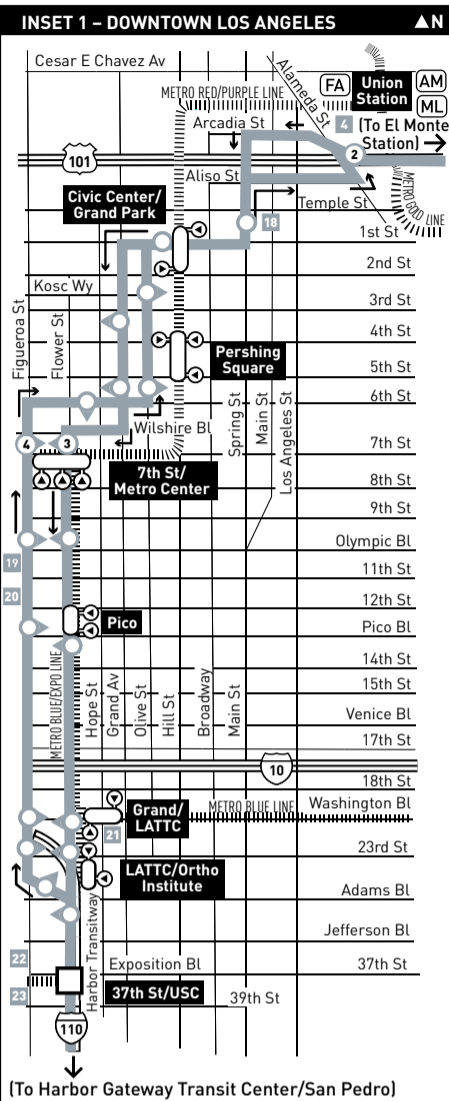 INSET 1 – DOWNTOWN LOS ANGELES
▲N
Cesar E Chavez Av
Alameda St
METRO RED/PURPLE LINE
FA
Union
Station
AM
ML
Arcadia St
4
(To El Monte
Station)
2
101
Aliso St
METRO GOLD LINE
Civic Center/
Grand Park
Temple St
18
1st St
2nd St
Kosc Wy
3rd St
Figueroa St
Flower St
4th St
Pershing
Square
5th St
6th St
Spring St
Main St
Los Angeles St
Wilshire Bl
4
3
7th St
7th St/
Metro Center
8th St
9th St
Olympic Bl
19
11th St
20
12th St
Pico
Pico Bl
14th St
METRO BLUE/EXPO LINE
Hope St
Grand Av
Olive St
Hill St
Broadway
Main St
15th St
Venice Bl
17th St
10
18th St
Grand/
LATTC
METRO BLUE LINE
Washington Bl
21
23rd St
LATTC/Ortho
Institute
Adams Bl
Harbor Transitway
Jefferson Bl
22
Exposition Bl
37th St
23
37th St/USC
39th St
110
(To Harbor Gateway Transit Center/San Pedro)